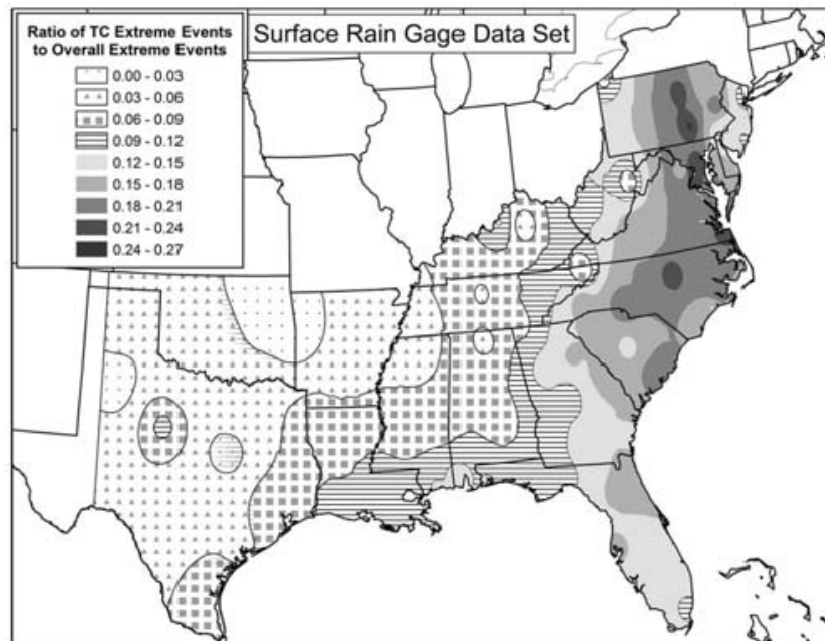 Ratio of TC Extreme Events
to Overall Extreme Events
0.00 - 0.03
0.03 - 0.06
0.06 - 0.09
0.09 - 0.12
0.12 - 0.15
0.15 - 0.18
0.18 - 0.21
0.21 - 0.24
0.24 - 0.27
Surface Rain Gage Data Set